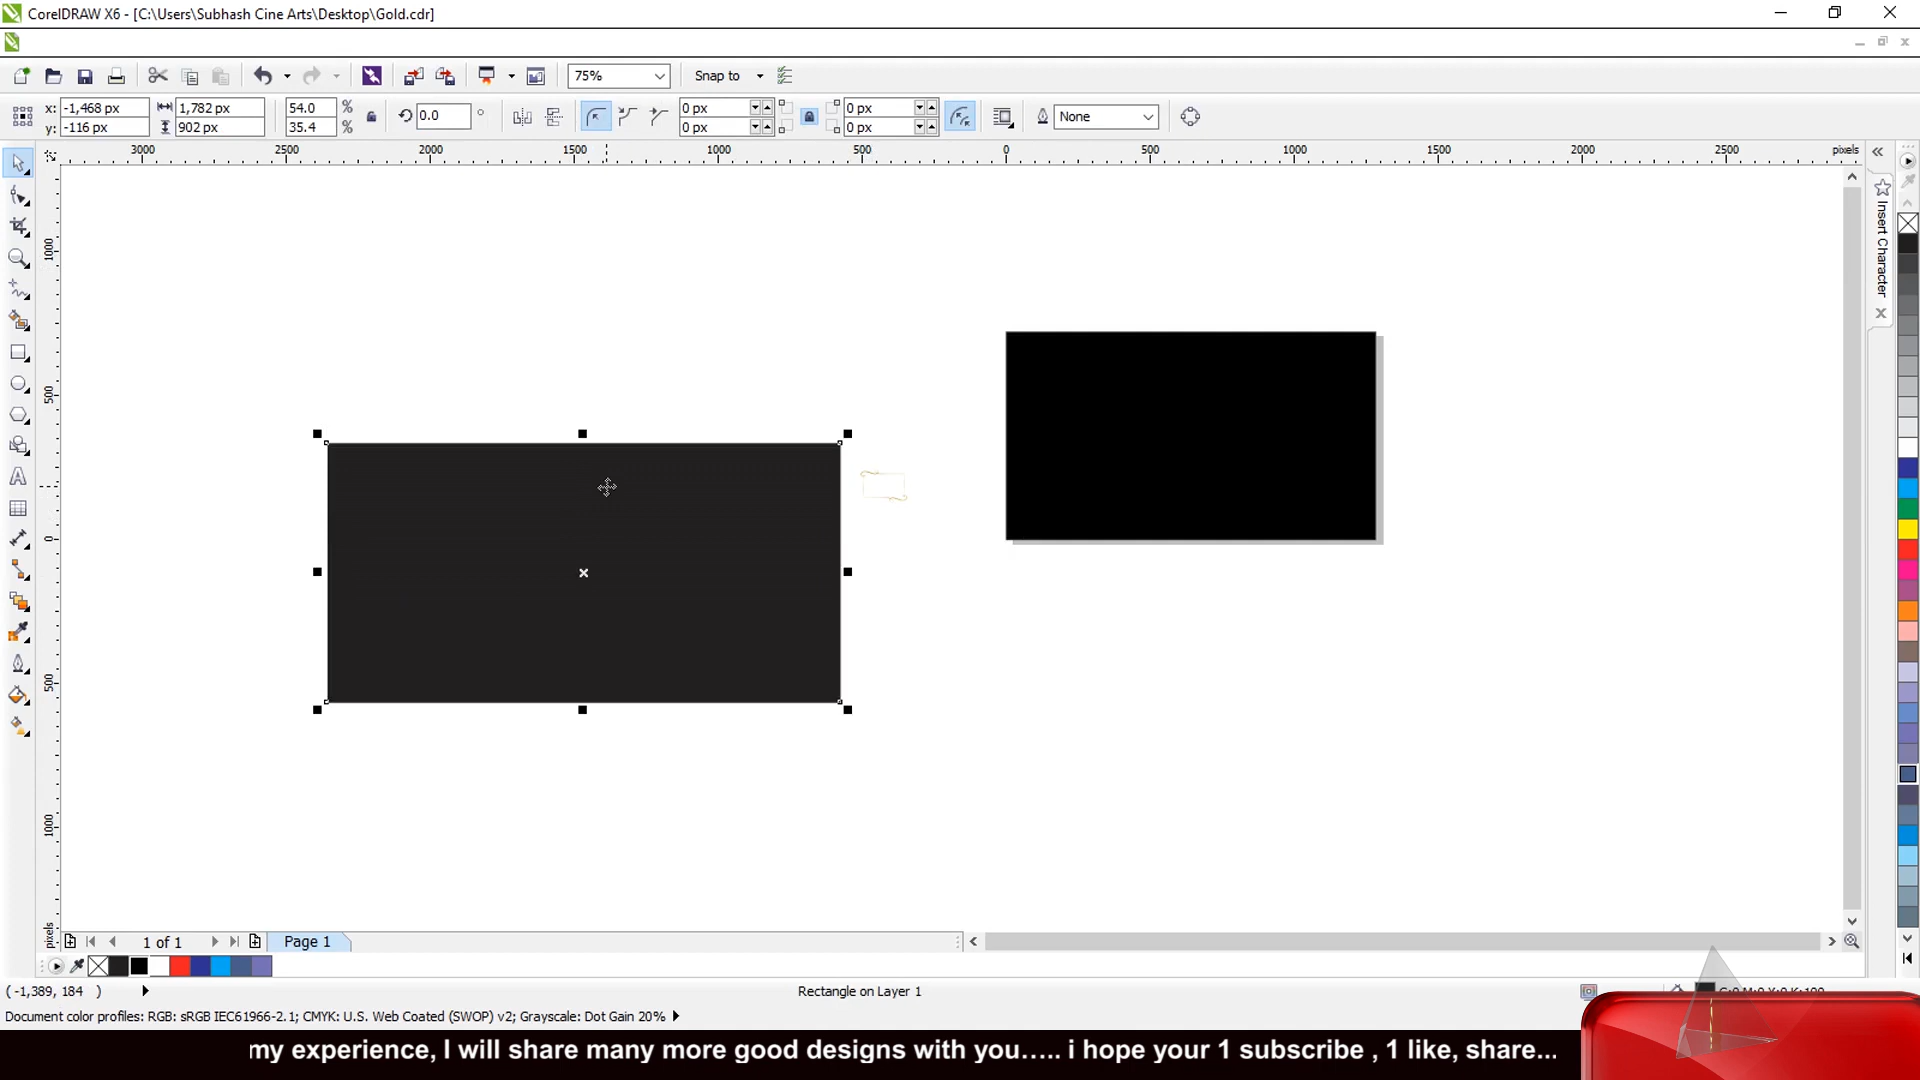 CorelDRAW X6 - [C:\Users\Subhash Cine Arts\Desktop\Gold.cdr]
75%
Snap to
x: -1,468 px 1,782 px 54.0 % 0.0 ° 0 px 0 px None
y: -116 px 902 px 35.4 % 0 px 0 px
3000 2500 2000 1500 1000 500 0 500 1000 1500 2000 2500 pixels
1000
500
0
500
1000
pixels
Insert Character
1 of 1 Page 1
( -1,389, 184 ) Rectangle on Layer 1
Document color profiles: RGB: sRGB IEC61966-2.1; CMYK: U.S. Web Coated (SWOP) v2; Grayscale: Dot Gain 20%
my experience, I will share many more good designs with you..... i hope your 1 subscribe , 1 like, share...